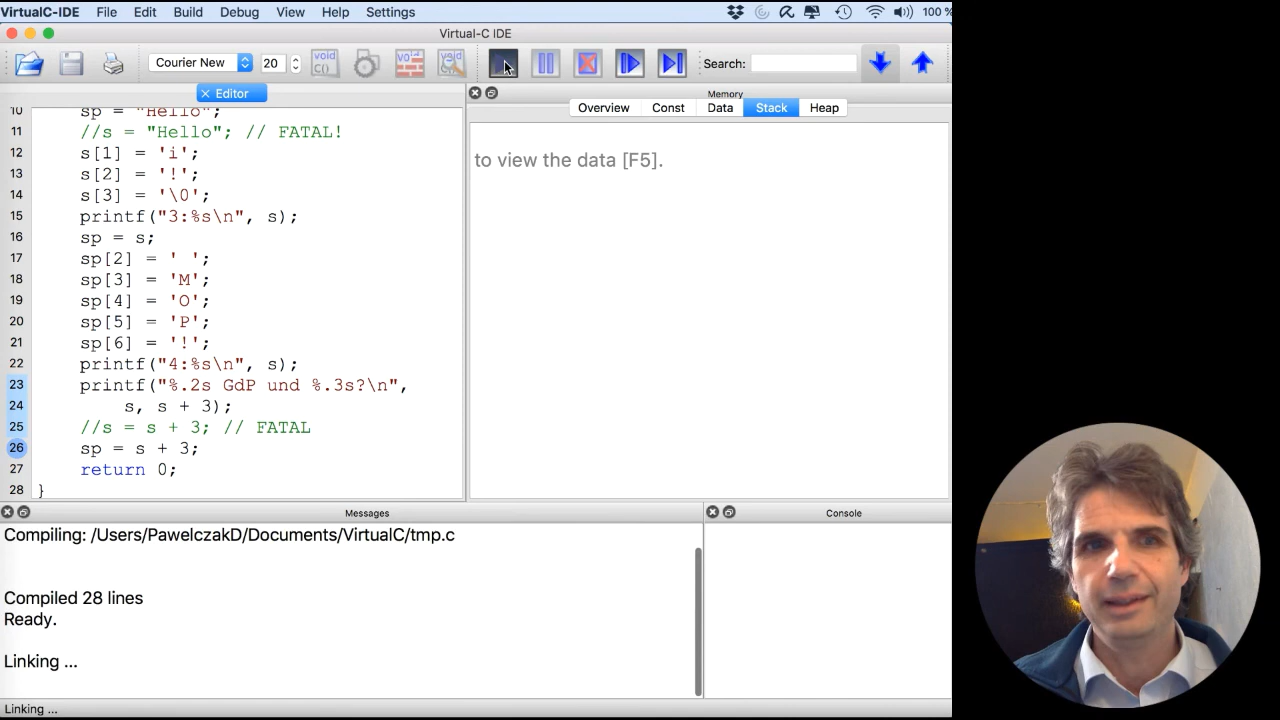 VirtualC-IDE File Edit Build Debug View Help Settings 100 %
Virtual-C IDE
Courier New 20 void C() Search:
Editor
Memory
Overview Const Data Stack Heap
to view the data [F5].
10 sp = "Hello";
11 //s = "Hello"; // FATAL!
12 s[1] = 'i';
13 s[2] = '!';
14 s[3] = '\0';
15 printf("3:%s\n", s);
16 sp = s;
17 sp[2] = ' ';
18 sp[3] = 'M';
19 sp[4] = 'O';
20 sp[5] = 'P';
21 sp[6] = '!';
22 printf("4:%s\n", s);
23 printf("%.2s GdP und %.3s?\n",
24 s, s + 3);
25 //s = s + 3; // FATAL
26 sp = s + 3;
27 return 0;
28 }
Messages
Compiling: /Users/PawelczakD/Documents/VirtualC/tmp.c
Compiled 28 lines
Ready.
Linking ...
Console
Linking ...